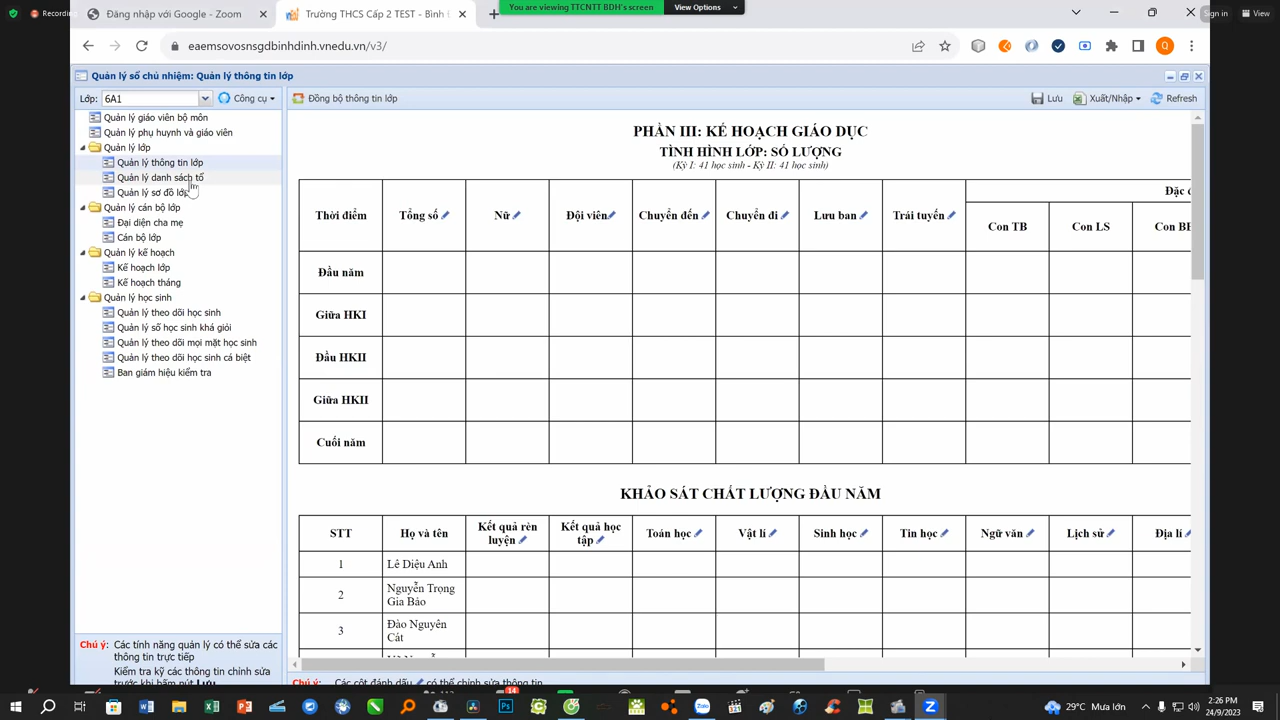 Recording
Đăng nhập với Google - Zoom
Trường THCS Cấp 2 TEST - Bình Đ
You are viewing TTCNTT BDH's screen
View Options
Sign in
View
eaemsovosnsgdbinhdinh.vnedu.vn/v3/
Q
Quản lý sổ chủ nhiệm: Quản lý thông tin lớp
Lớp: 6A1
Công cụ
Đồng bộ thông tin lớp
Lưu
Xuất/Nhập
Refresh
Quản lý giáo viên bộ môn
Quản lý phụ huynh và giáo viên
Quản lý lớp
Quản lý thông tin lớp
Quản lý danh sách tổ
Quản lý sơ đồ lớp
Quản lý cán bộ lớp
Đại diện cha mẹ
Cán bộ lớp
Quản lý kế hoạch
Kế hoạch lớp
Kế hoạch tháng
Quản lý học sinh
Quản lý theo dõi học sinh
Quản lý số học sinh khá giỏi
Quản lý theo dõi mọi mặt học sinh
Quản lý theo dõi học sinh cá biệt
Ban giám hiệu kiểm tra
Chú ý: Các tính năng quản lý có thể sửa các
thông tin trực tiếp
Kiểm tra kỹ các thông tin chỉnh sửa
trước khi bấm nút Lưu
PHẦN III: KẾ HOẠCH GIÁO DỤC
TÌNH HÌNH LỚP: SỐ LƯỢNG
(Kỳ I: 41 học sinh - Kỳ II: 41 học sinh)
Thời điểm
Tổng số
Nữ
Đội viên
Chuyển đến
Chuyển đi
Lưu ban
Trái tuyến
Đặc đ
Con TB
Con LS
Con BB
Đầu năm
Giữa HKI
Đầu HKII
Giữa HKII
Cuối năm
KHẢO SÁT CHẤT LƯỢNG ĐẦU NĂM
STT
Họ và tên
Kết quả rèn
luyện
Kết quả học
tập
Toán học
Vật lí
Sinh học
Tin học
Ngữ văn
Lịch sử
Địa lí
1 Lê Diệu Anh
2 Nguyễn Trọng
Gia Bảo
3 Đào Nguyên
Cát
Chú ý: Các cột đánh dấu có thể chỉnh sửa thông tin
14
29°C Mưa lớn
2:26 PM
24/9/2023